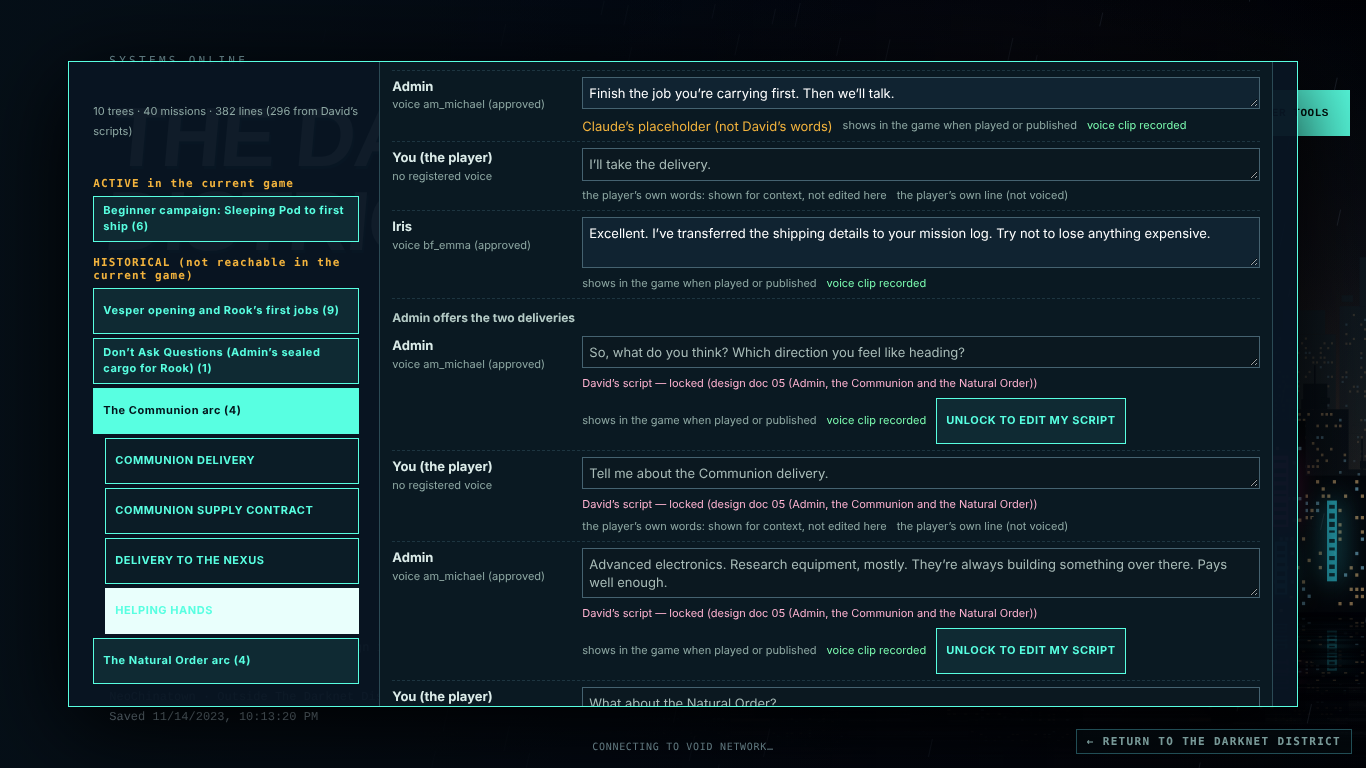 SYSTEMS ONLINE
10 trees · 40 missions · 382 lines (296 from David’s
scripts)
ACTIVE in the current game
Beginner campaign: Sleeping Pod to first
ship (6)
HISTORICAL (not reachable in the
current game)
Vesper opening and Rook’s first jobs (9)
Don’t Ask Questions (Admin’s sealed
cargo for Rook) (1)
The Communion arc (4)
COMMUNION DELIVERY
COMMUNION SUPPLY CONTRACT
DELIVERY TO THE NEXUS
HELPING HANDS
The Natural Order arc (4)
Admin
voice am_michael (approved)
Finish the job you’re carrying first. Then we’ll talk.
Claude’s placeholder (not David’s words) shows in the game when played or published voice clip recorded
You (the player)
no registered voice
I’ll take the delivery.
the player’s own words: shown for context, not edited here the player’s own line (not voiced)
Iris
voice bf_emma (approved)
Excellent. I’ve transferred the shipping details to your mission log. Try not to lose anything expensive.
shows in the game when played or published voice clip recorded
Admin offers the two deliveries
Admin
voice am_michael (approved)
So, what do you think? Which direction you feel like heading?
David’s script — locked (design doc 05 (Admin, the Communion and the Natural Order))
shows in the game when played or published voice clip recorded UNLOCK TO EDIT MY SCRIPT
You (the player)
no registered voice
Tell me about the Communion delivery.
David’s script — locked (design doc 05 (Admin, the Communion and the Natural Order))
the player’s own words: shown for context, not edited here the player’s own line (not voiced)
Admin
voice am_michael (approved)
Advanced electronics. Research equipment, mostly. They’re always building something over there. Pays
well enough.
David’s script — locked (design doc 05 (Admin, the Communion and the Natural Order))
shows in the game when played or published voice clip recorded UNLOCK TO EDIT MY SCRIPT
You (the player)
What about the Natural Order?
TOOLS
THE DA
Saved 11/14/2023, 10:13:20 PM
CONNECTING TO VOID NETWORK…
← RETURN TO THE DARKNET DISTRICT